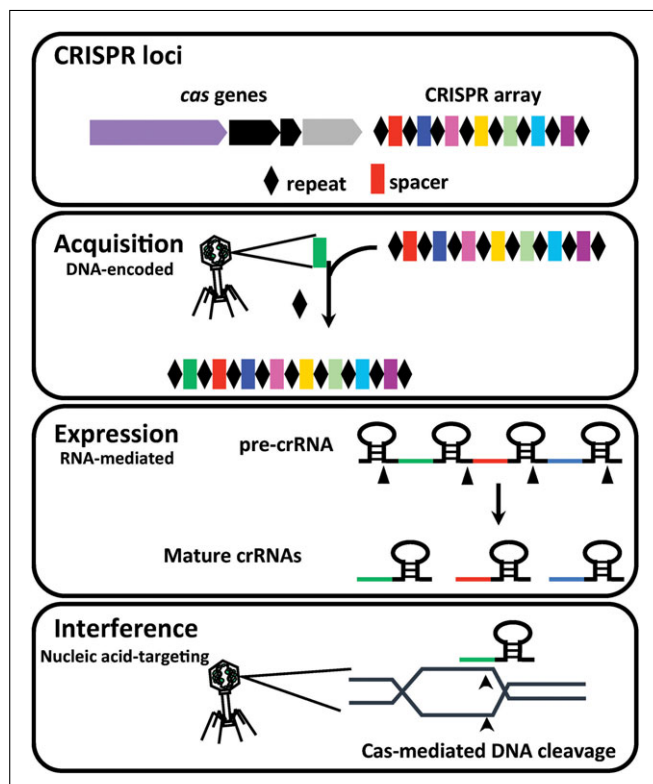 CRISPR loci
cas genes
CRISPR array
repeat
spacer
Acquisition
DNA-encoded
Expression
RNA-mediated
pre-crRNA
Mature crRNAs
Interference
Nucleic acid-targeting
Cas-mediated DNA cleavage